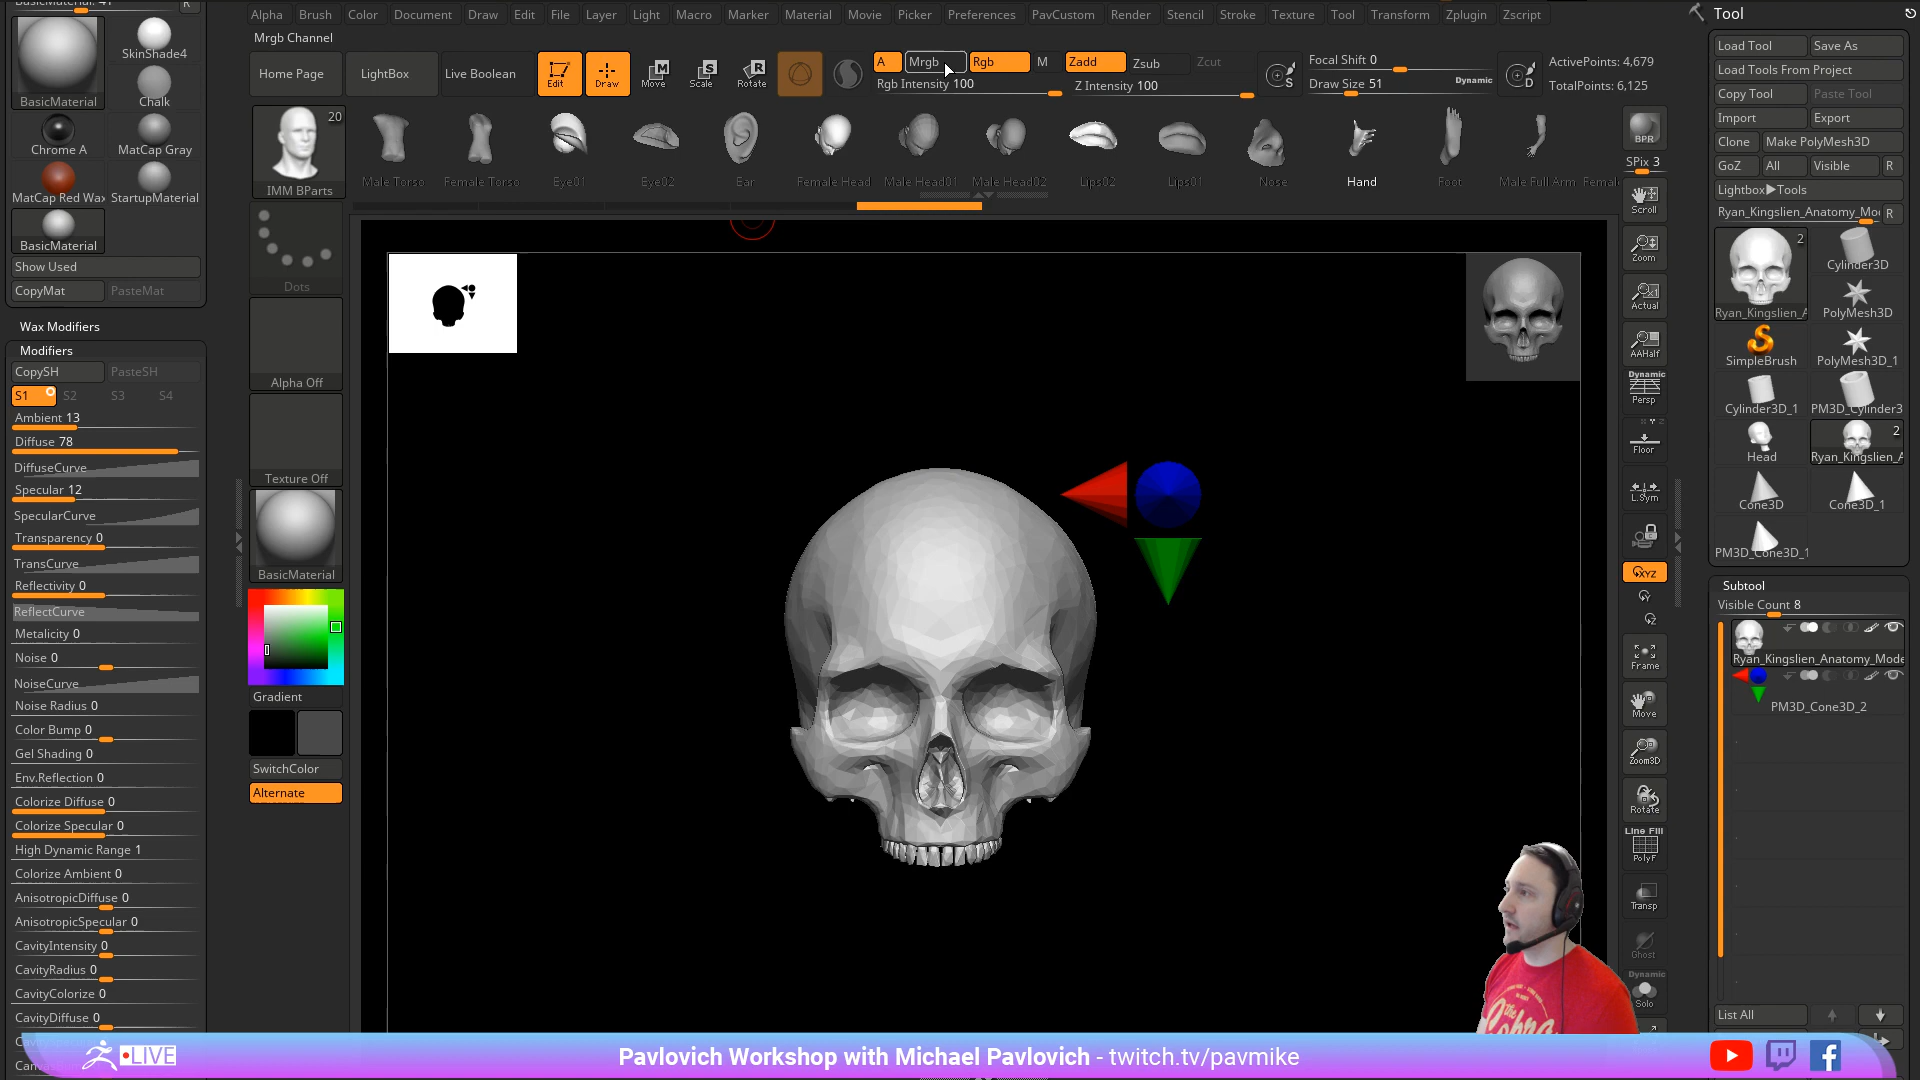 Alpha Brush Color Document Draw Edit File Layer Light Macro Marker Material Movie Picker Preferences PavCustom Render Stencil Stroke Texture Tool Transform Zplugin Zscript
Mrgb Channel
Home Page LightBox Live Boolean Edit Draw Move Scale Rotate
A Mrgb Rgb M Zadd Zsub Zcut
Rgb Intensity 100 Z Intensity 100
Focal Shift 0
Draw Size 51 Dynamic
ActivePoints: 4,679
TotalPoints: 6,125
R
SkinShade4
BasicMaterial Chalk
Chrome A MatCap Gray
MatCap Red Wax StartupMaterial
BasicMaterial
Show Used
CopyMat PasteMat
Wax Modifiers
Modifiers
CopySH PasteSH
S1 S2 S3 S4
Ambient 13
Diffuse 78
DiffuseCurve
Specular 12
SpecularCurve
Transparency 0
TransCurve
Reflectivity 0
ReflectCurve
Metalicity 0
Noise 0
NoiseCurve
Noise Radius 0
Color Bump 0
Gel Shading 0
Env.Reflection 0
Colorize Diffuse 0
Colorize Specular 0
High Dynamic Range 1
Colorize Ambient 0
AnisotropicDiffuse 0
AnisotropicSpecular 0
CavityIntensity 0
CavityRadius 0
CavityColorize 0
CavityDiffuse 0
20
IMM BParts
Dots
Alpha Off
Texture Off
BasicMaterial
Gradient
SwitchColor
Alternate
Male Torso Female Torso Eye01 Eye02 Ear Female Head Male Head01 Male Head02 Lips02 Lips01 Nose Hand Foot Male Full Arm Femal
BPR
SPix 3
Scroll
Zoom
Actual
AAHalf
Dynamic
Persp
Floor
L.Sym
XYZ
Y
Z
Frame
Move
Zoom3D
Rotate
Line Fill
PolyF
Transp
Ghost
Dynamic
Solo
Tool
Load Tool Save As
Load Tools From Project
Copy Tool Paste Tool
Import Export
Clone Make PolyMesh3D
GoZ All Visible R
Lightbox▶Tools
Ryan_Kingslien_Anatomy_Mo R
2
Cylinder3D
Ryan_Kingslien_A PolyMesh3D
SimpleBrush PolyMesh3D_1
Cylinder3D_1 PM3D_Cylinder3
2
Head Ryan_Kingslien_A
Cone3D Cone3D_1
PM3D_Cone3D_1
Subtool
Visible Count 8
Ryan_Kingslien_Anatomy_Mode
PM3D_Cone3D_2
List All
LIVE
Pavlovich Workshop with Michael Pavlovich - twitch.tv/pavmike